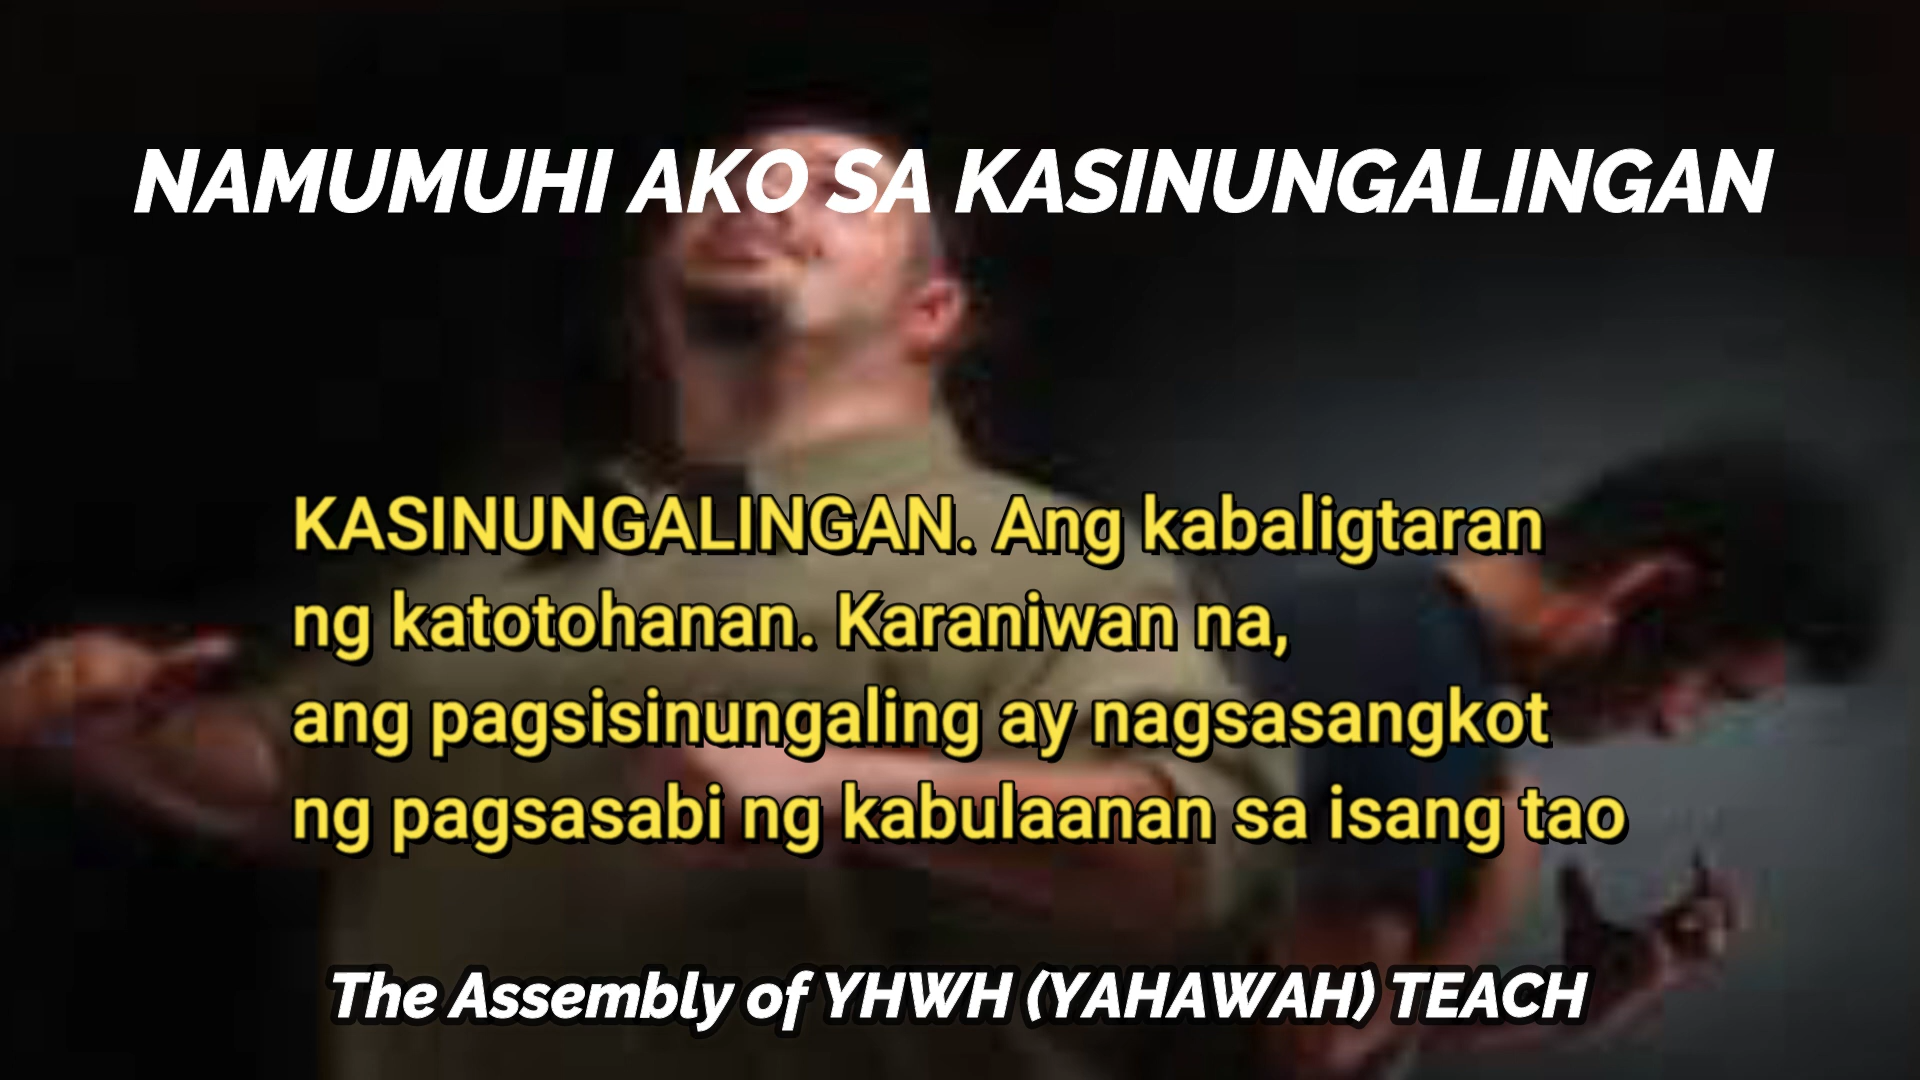 NAMUMUHI AKO SA KASINUNGALINGAN
KASINUNGALINGAN. Ang kabaligtaran
ng katotohanan. Karaniwan na,
ang pagsisinungaling ay nagsasangkot
ng pagsasabi ng kabulaanan sa isang tao
The Assembly of YHWH (YAHAWAH) TEACH